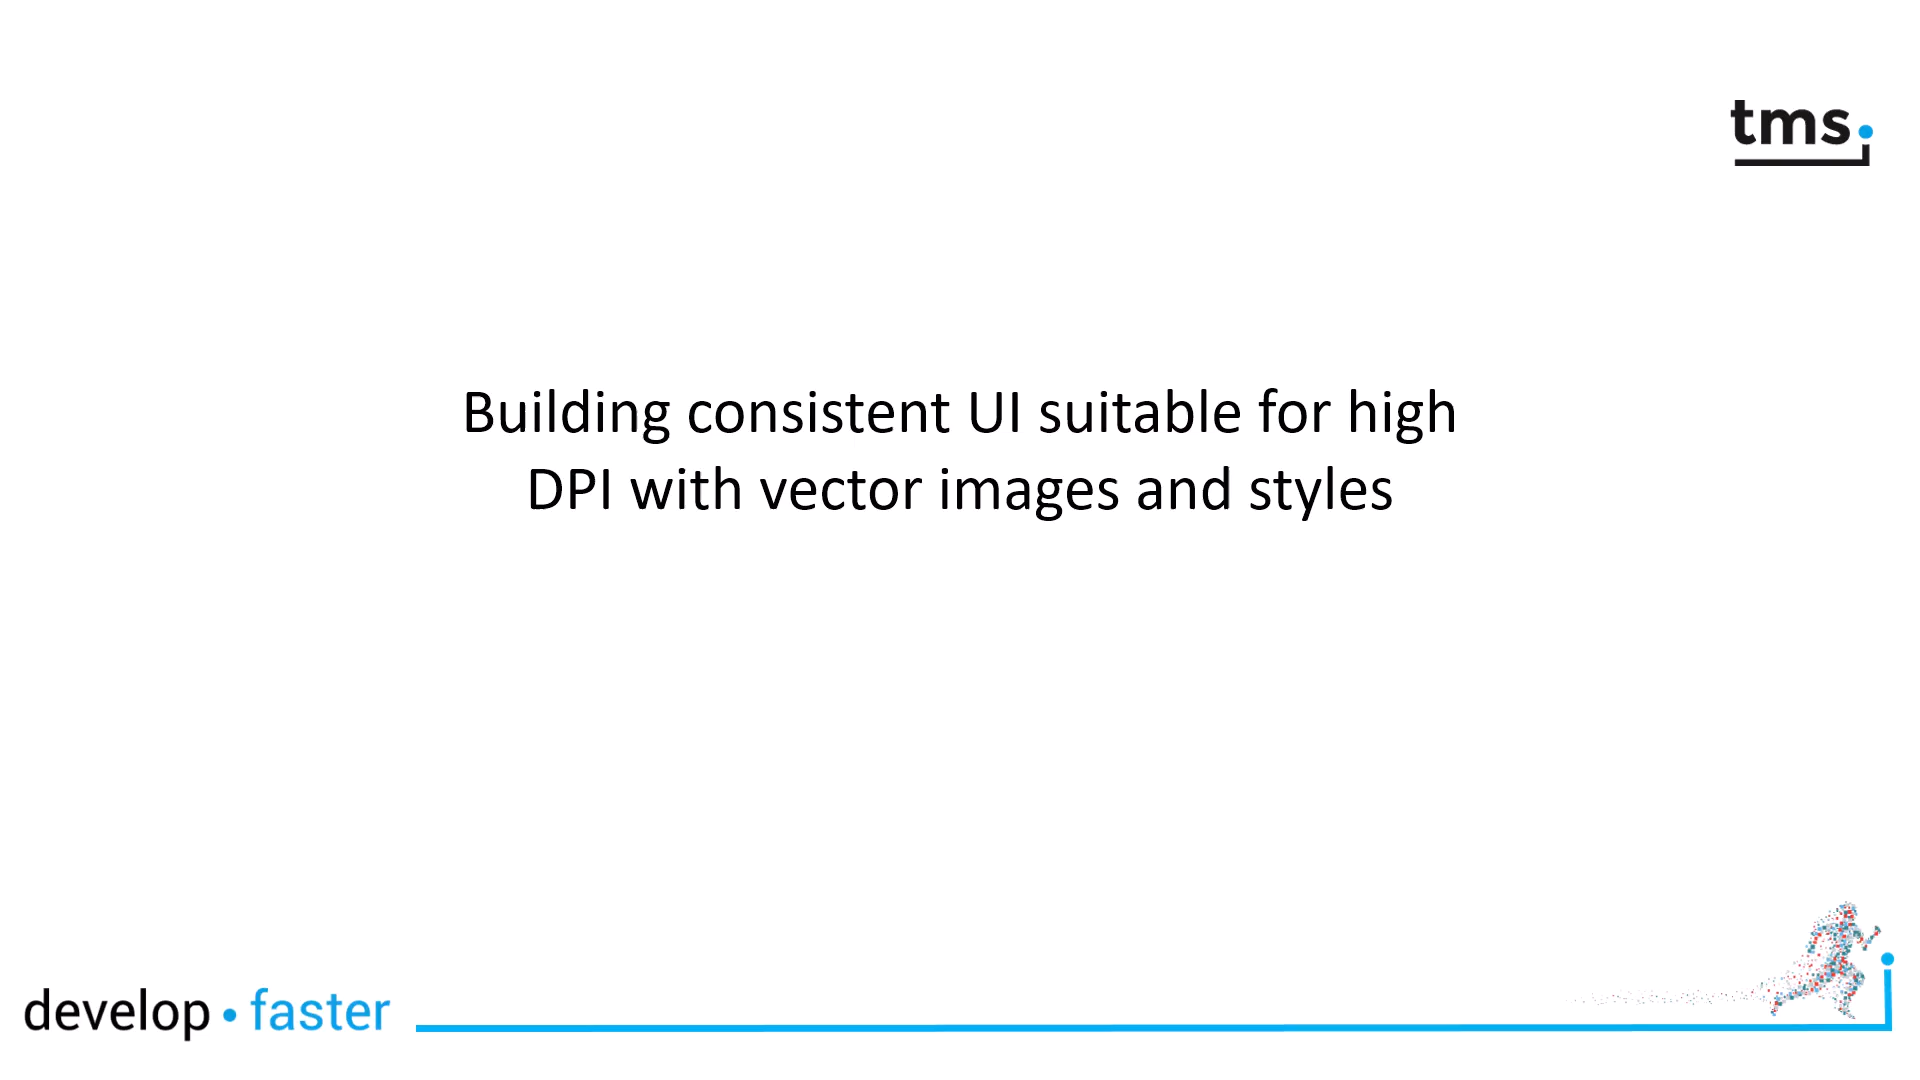 tms
Building consistent UI suitable for high
DPI with vector images and styles
develop • faster